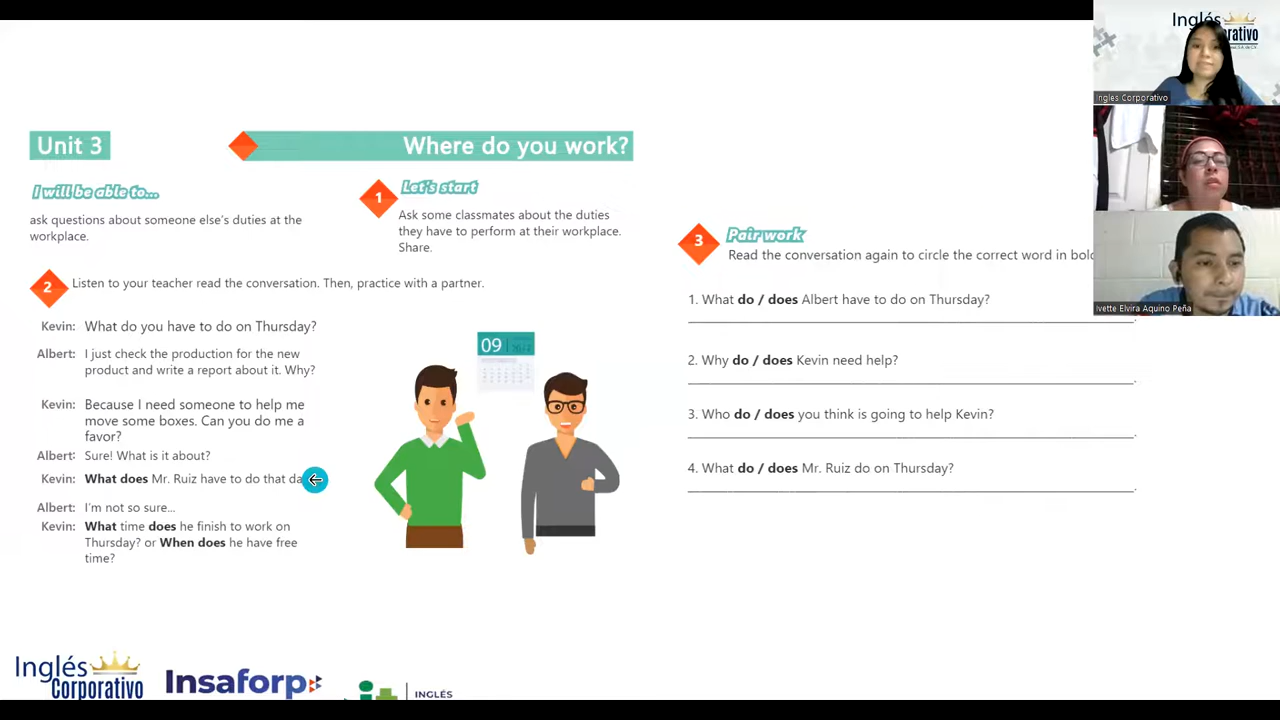 Unit 3
Where do you work?
I will be able to...
ask questions about someone else's duties at the
workplace.
1
Let's start
Ask some classmates about the duties
they have to perform at their workplace.
Share.
2
Listen to your teacher read the conversation. Then, practice with a partner.
Kevin: What do you have to do on Thursday?
Albert: I just check the production for the new
product and write a report about it. Why?
Kevin: Because I need someone to help me
move some boxes. Can you do me a
favor?
Albert: Sure! What is it about?
Kevin: What does Mr. Ruiz have to do that da
Albert: I'm not so sure...
Kevin: What time does he finish to work on
Thursday? or When does he have free
time?
09
3
Pair work
Read the conversation again to circle the correct word in bold
1. What do / does Albert have to do on Thursday?
2. Why do / does Kevin need help?
3. Who do / does you think is going to help Kevin?
4. What do / does Mr. Ruiz do on Thursday?
Inglés
Corporativo
Insaforp
INGLÉS
Inglés
Ingles Corporativo
Ivette Elvira Aquino Peña